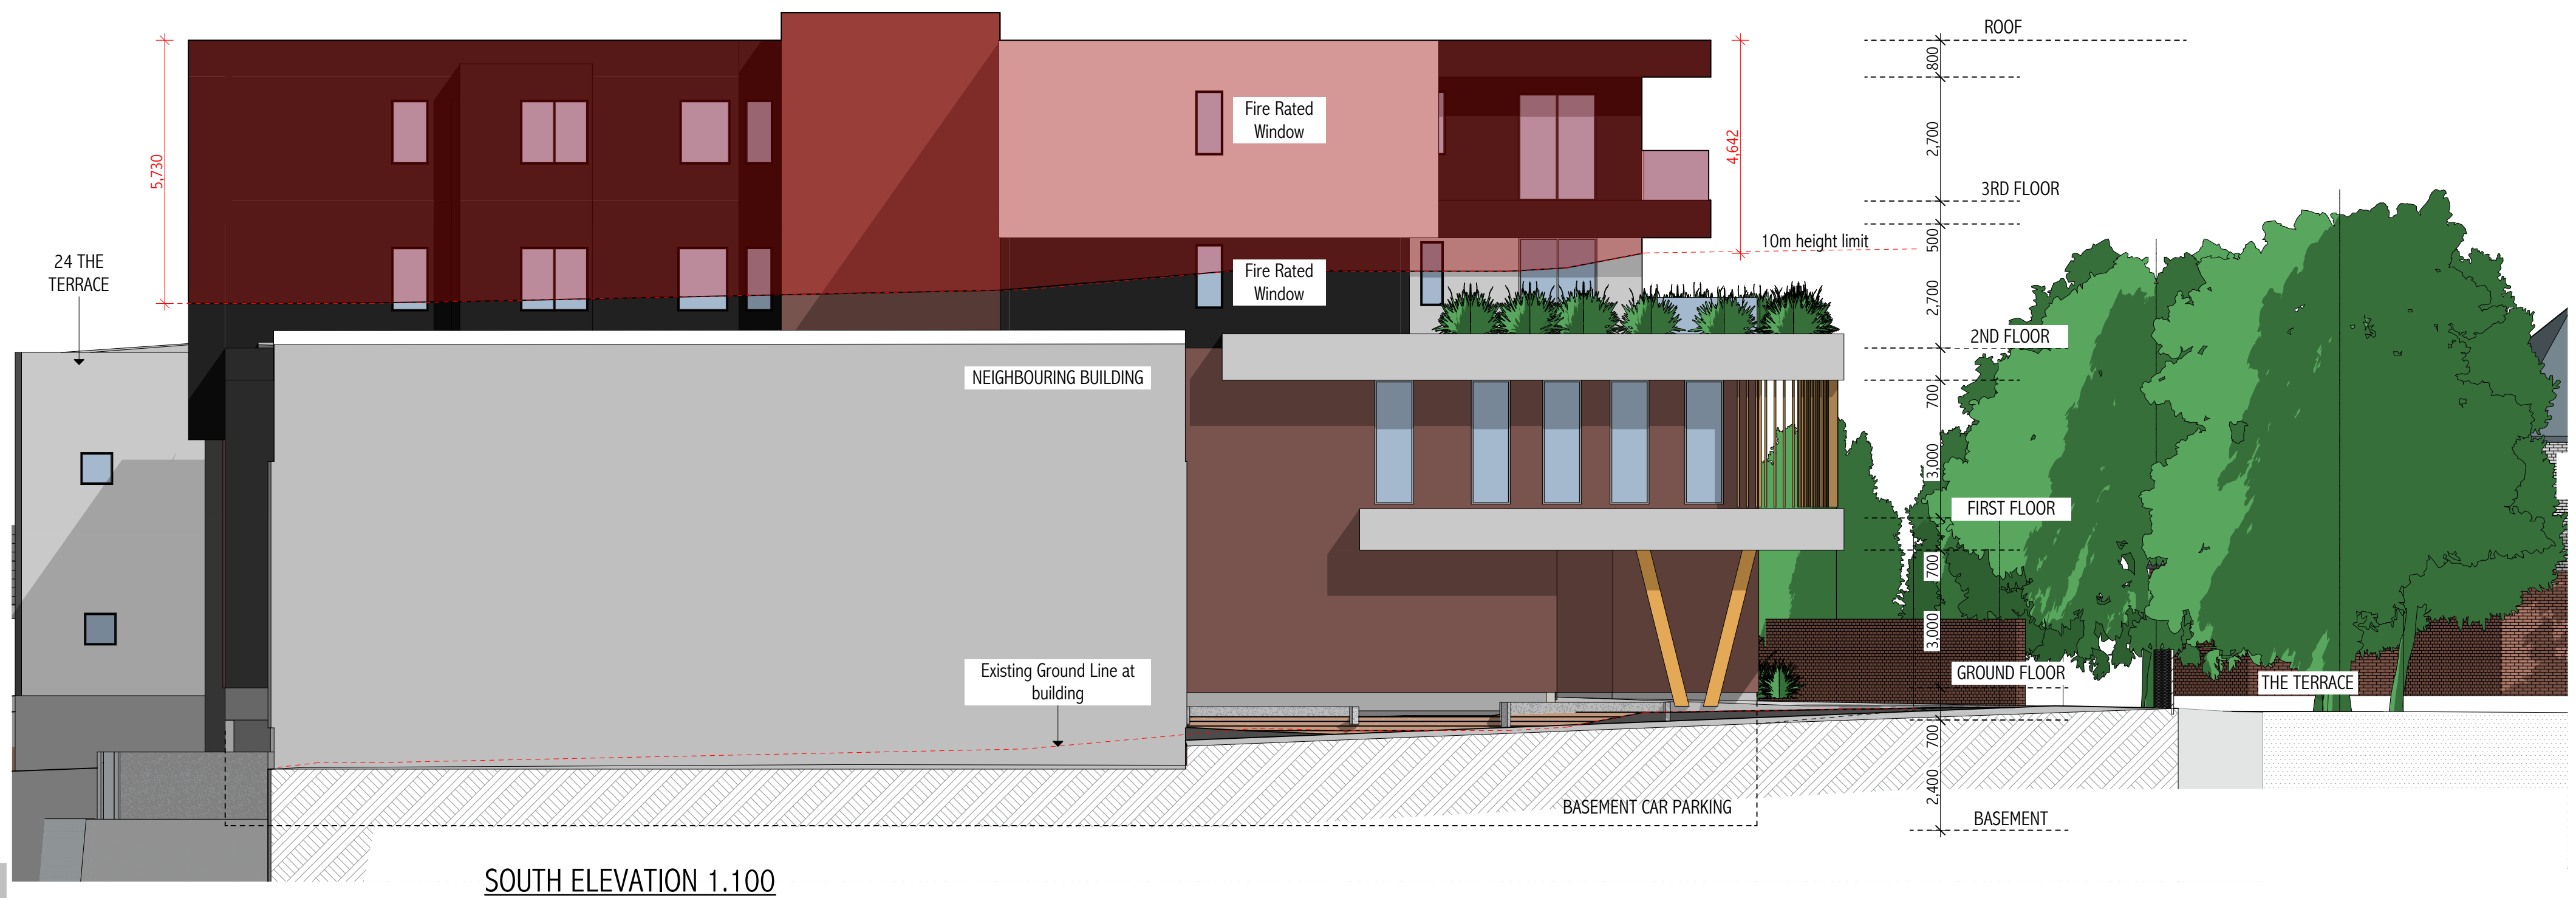 ROOF
800
2,700
3RD FLOOR
500
2,700
2ND FLOOR
700
3,000
FIRST FLOOR
700
3,000
GROUND FLOOR
700
2,400
BASEMENT
5,730
4,642
Fire Rated
Window
Fire Rated
Window
10m height limit
24 THE
TERRACE
NEIGHBOURING BUILDING
Existing Ground Line at
building
THE TERRACE
BASEMENT CAR PARKING
SOUTH ELEVATION 1.100